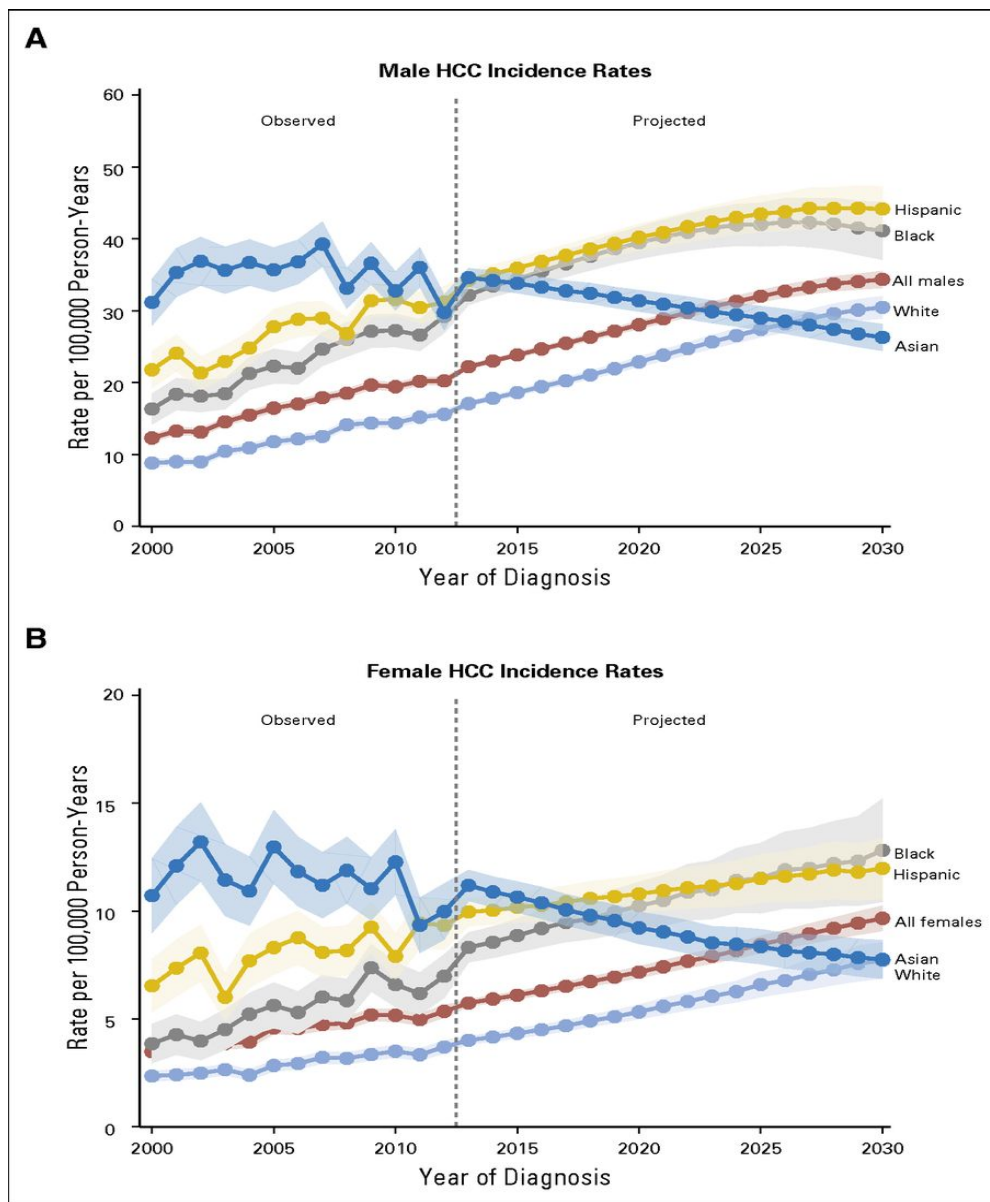 A
Male HCC Incidence Rates
60
Observed
Projected
50
Rate per 100,000 Person-Years
40
Hispanic
Black
30
All males
White
Asian
20
10
0
2000 2005 2010 2015 2020 2025 2030
Year of Diagnosis
B
Female HCC Incidence Rates
20
Observed
Projected
15
Rate per 100,000 Person-Years
Black
Hispanic
10
All females
Asian
White
5
0
2000 2005 2010 2015 2020 2025 2030
Year of Diagnosis